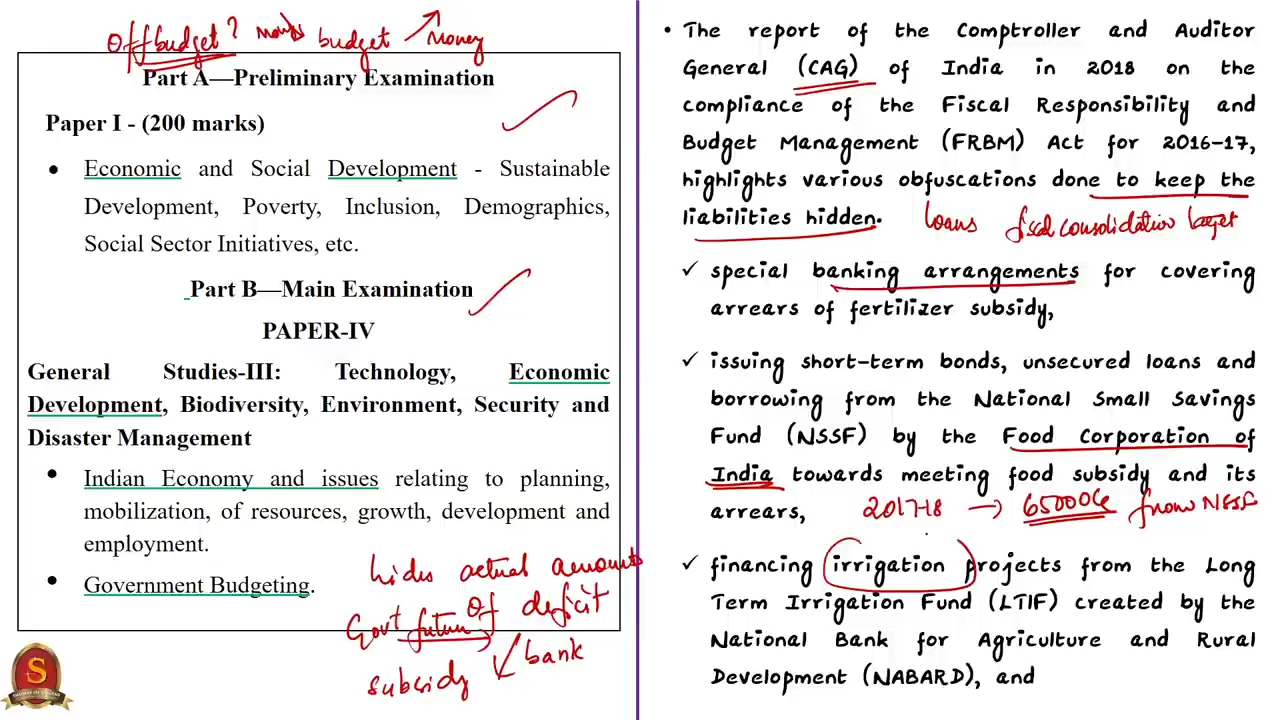 Off budget? budget money
Part A—Preliminary Examination
Paper I - (200 marks)
• Economic and Social Development - Sustainable
Development, Poverty, Inclusion, Demographics,
Social Sector Initiatives, etc.
Part B—Main Examination
PAPER-IV
General Studies-III: Technology, Economic
Development, Biodiversity, Environment, Security and
Disaster Management
• Indian Economy and issues relating to planning,
mobilization, of resources, growth, development and
employment.
• Government Budgeting.
hides actual amounts
of deficit
Govt future
bank
subsidy
S
• The report of the Comptroller and Auditor
General (CAG) of India in 2018 on the
compliance of the Fiscal Responsibility and
Budget Management (FRBM) Act for 2016-17,
highlights various obfuscations done to keep the
liabilities hidden. loans fiscal consolidation target
✓ special banking arrangements for covering
arrears of fertilizer subsidy,
✓ issuing short-term bonds, unsecured loans and
borrowing from the National Small Savings
Fund (NSSF) by the Food Corporation of
India towards meeting food subsidy and its
arrears, 2017-18 → from NSSF
✓ financing irrigation projects from the Long
Term Irrigation Fund (LTIF) created by the
National Bank for Agriculture and Rural
Development (NABARD), and